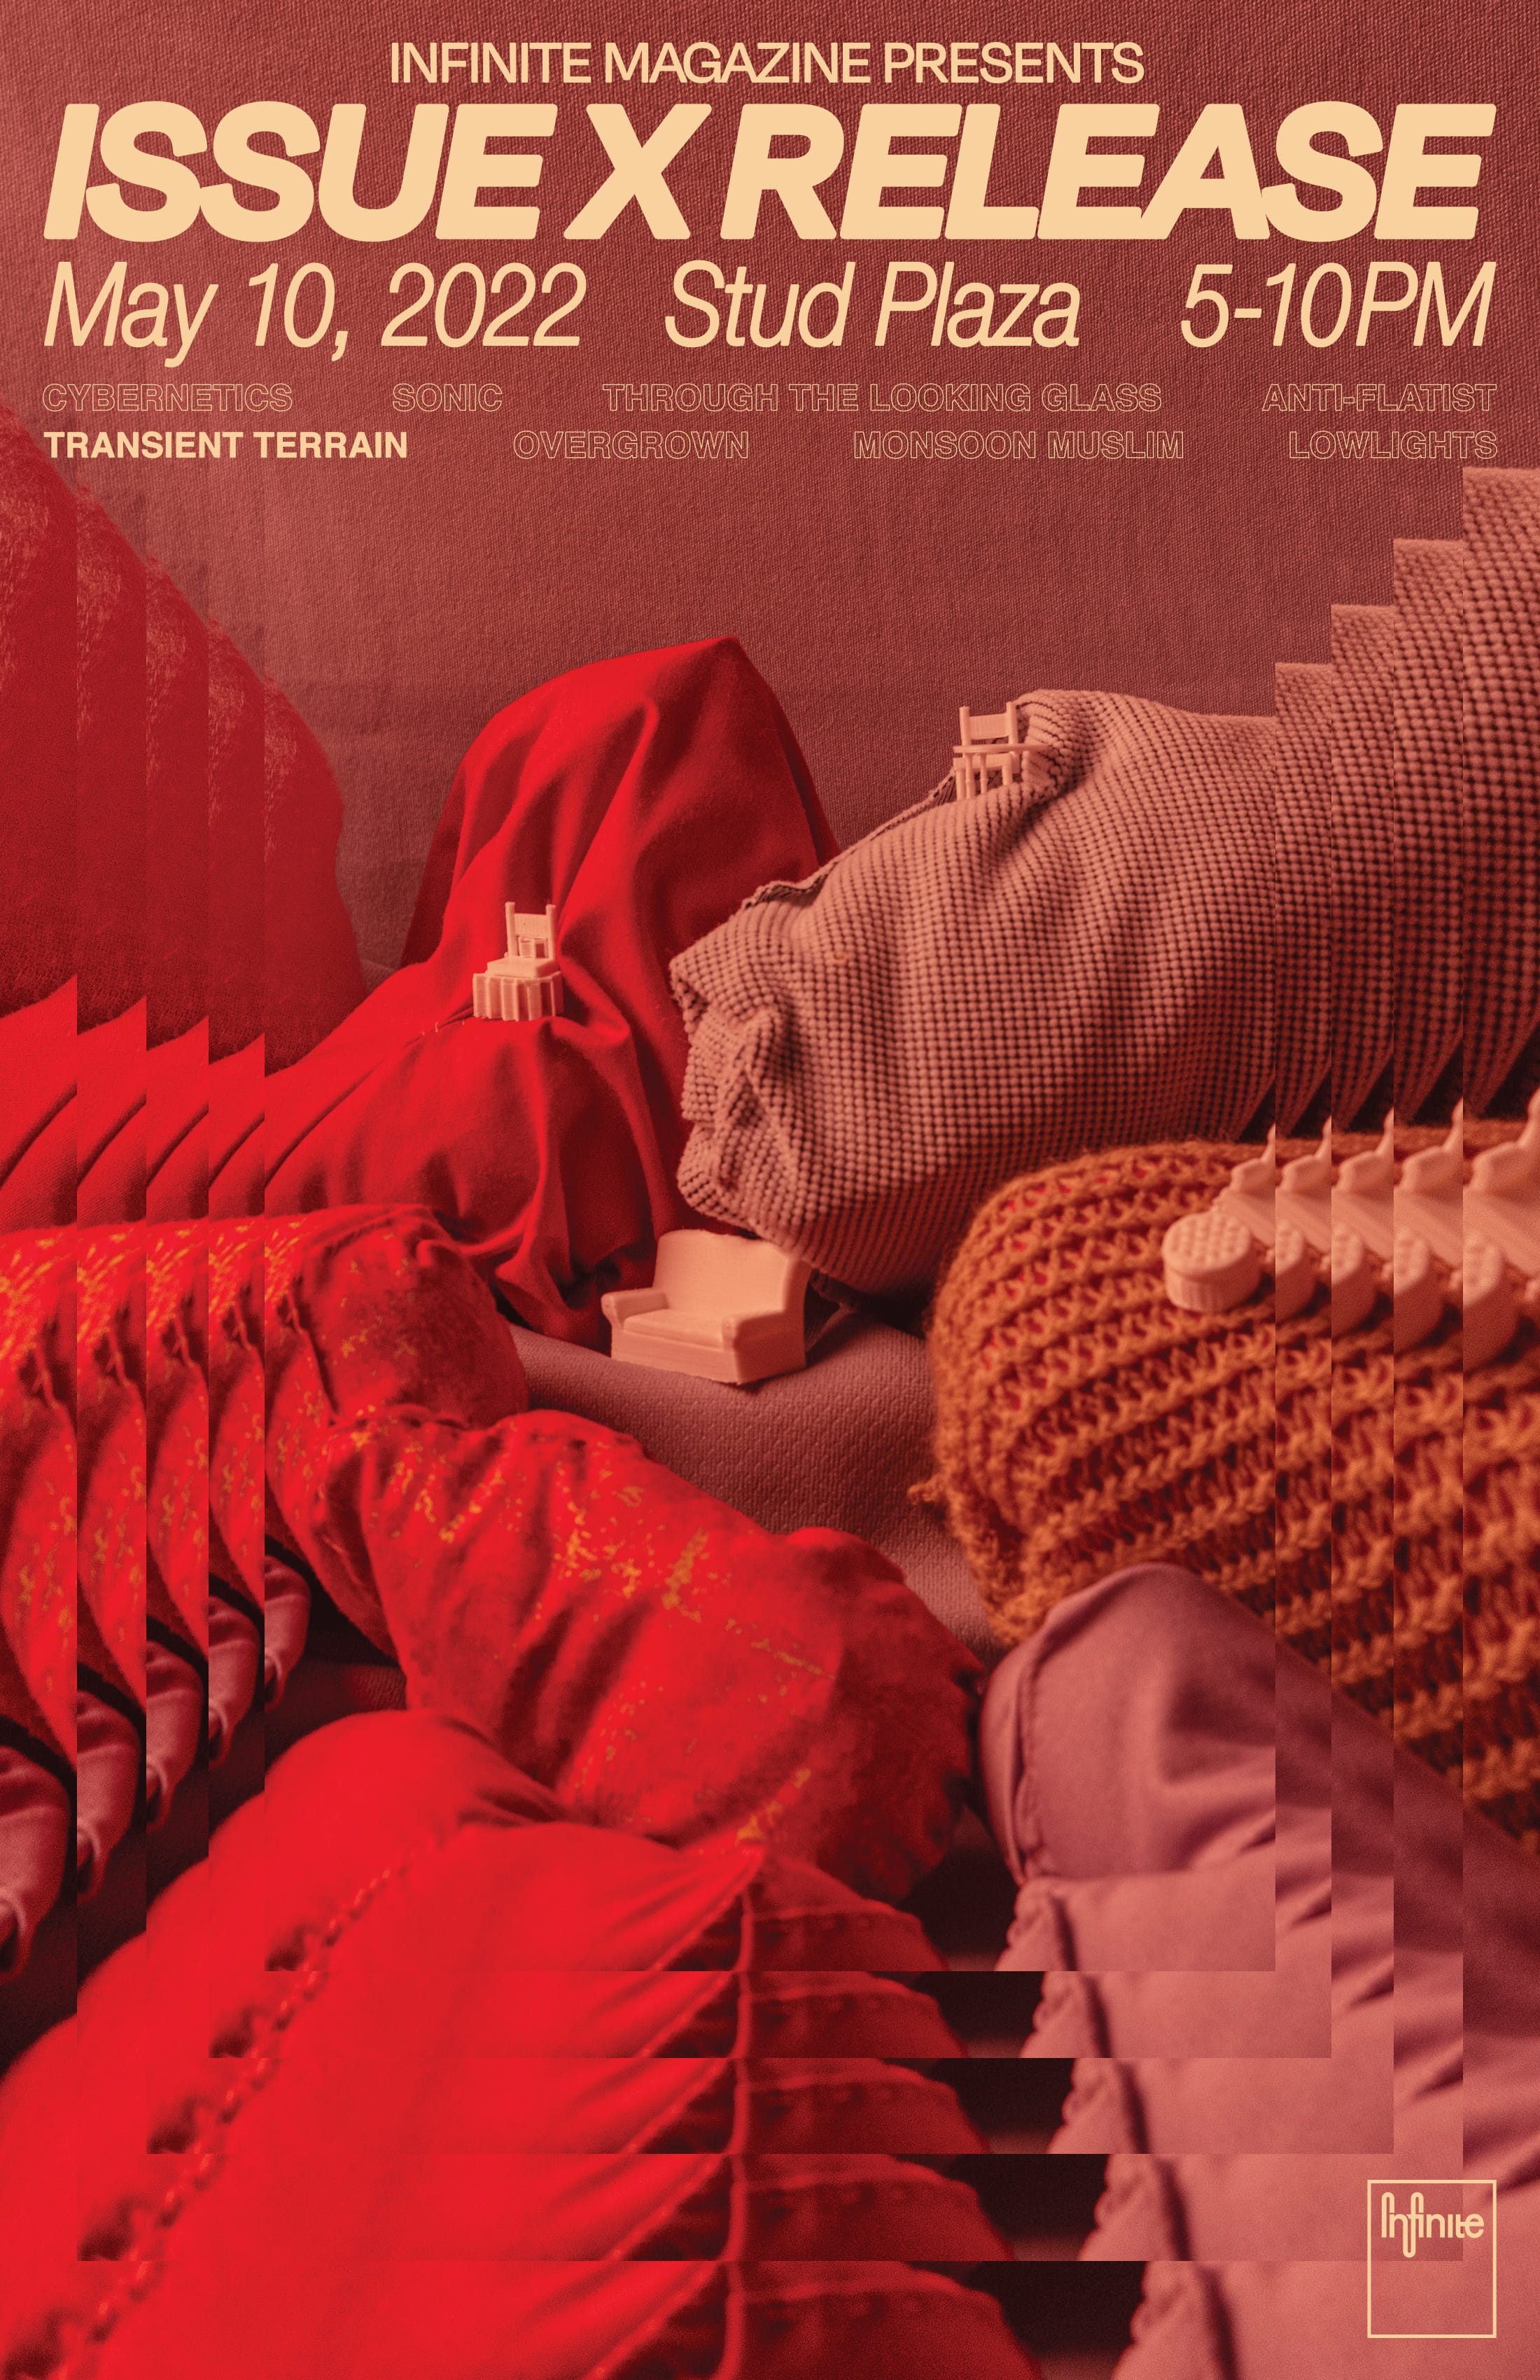 INFINITE MAGAZINE PRESENTS
ISSUE X RELEASE
May 10, 2022 Stud Plaza 5-10PM
CYBERNETICS SONIC THROUGH THE LOOKING GLASS ANTI-FLATIST
TRANSIENT TERRAIN OVERGROWN MONSOON MUSLIM LOWLIGHTS
Infinite